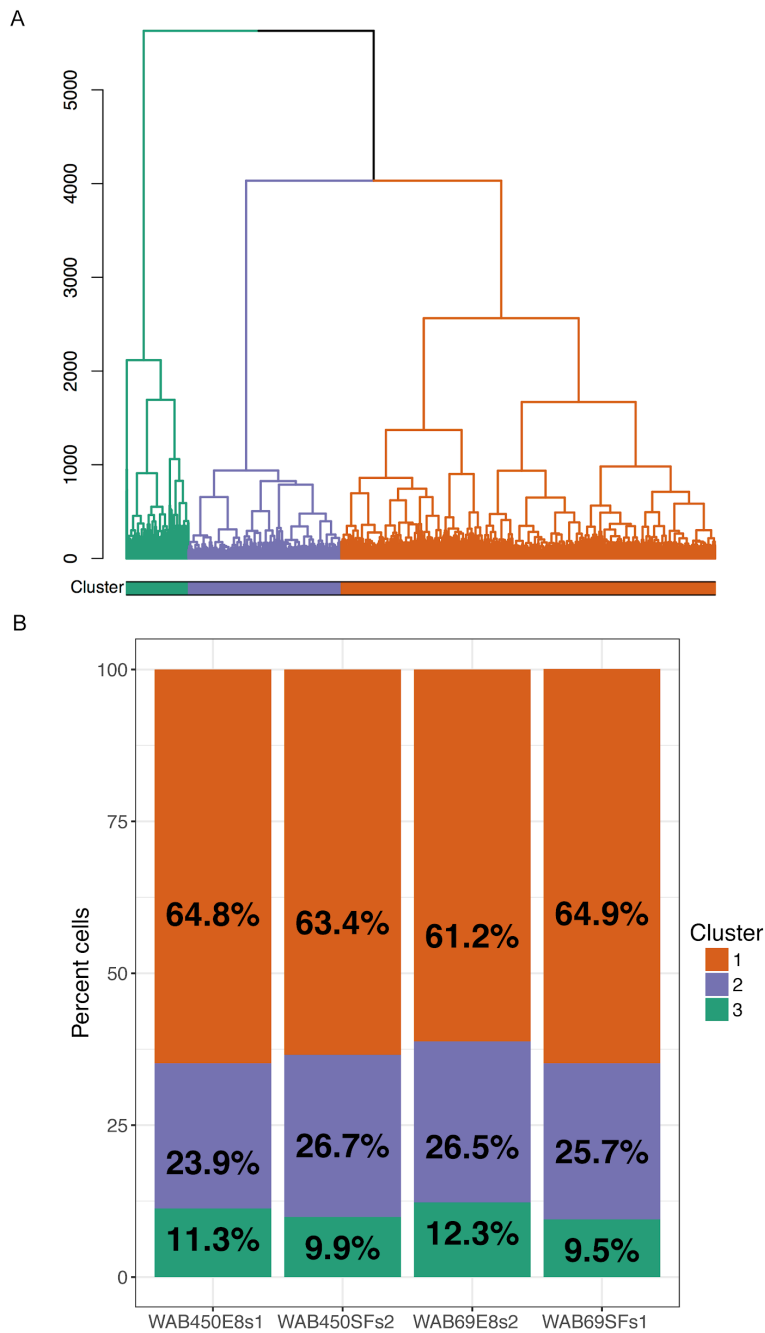 A
5000
4000
3000
2000
1000
0
Cluster
B
100
75
50
25
0
Percent cells
64.8%
63.4%
61.2%
64.9%
23.9%
26.7%
26.5%
25.7%
11.3%
9.9%
12.3%
9.5%
WAB450E8s1
WAB450SFs2
WAB69E8s2
WAB69SFs1
Cluster
1
2
3